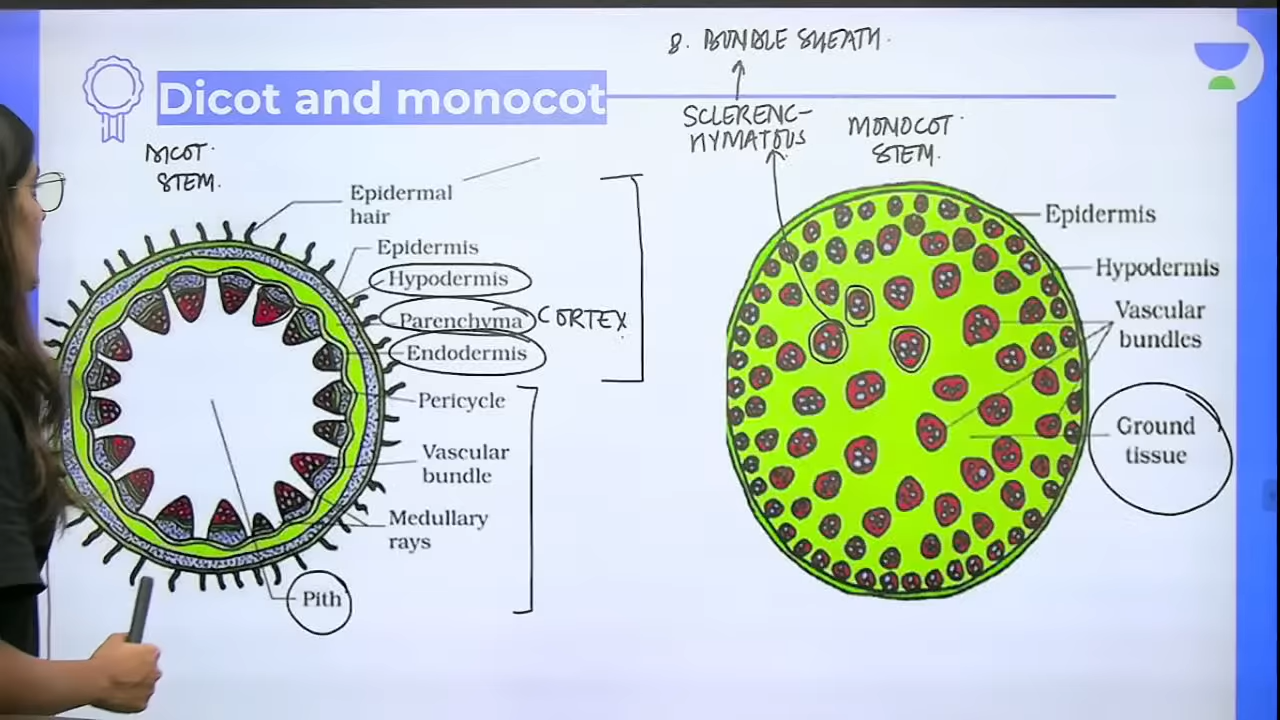 8. BUNDLE SHEATH.
Dicot and monocot
SCLERENC-
HYMATOUS
MONOCOT
STEM.
DICOT.
STEM.
Epidermal
hair
Epidermis
Hypodermis
Parenchyma
CORTEX
Endodermis
Pericycle
Vascular
bundle
Medullary
rays
Pith
Epidermis
Hypodermis
Vascular
bundles
Ground
tissue